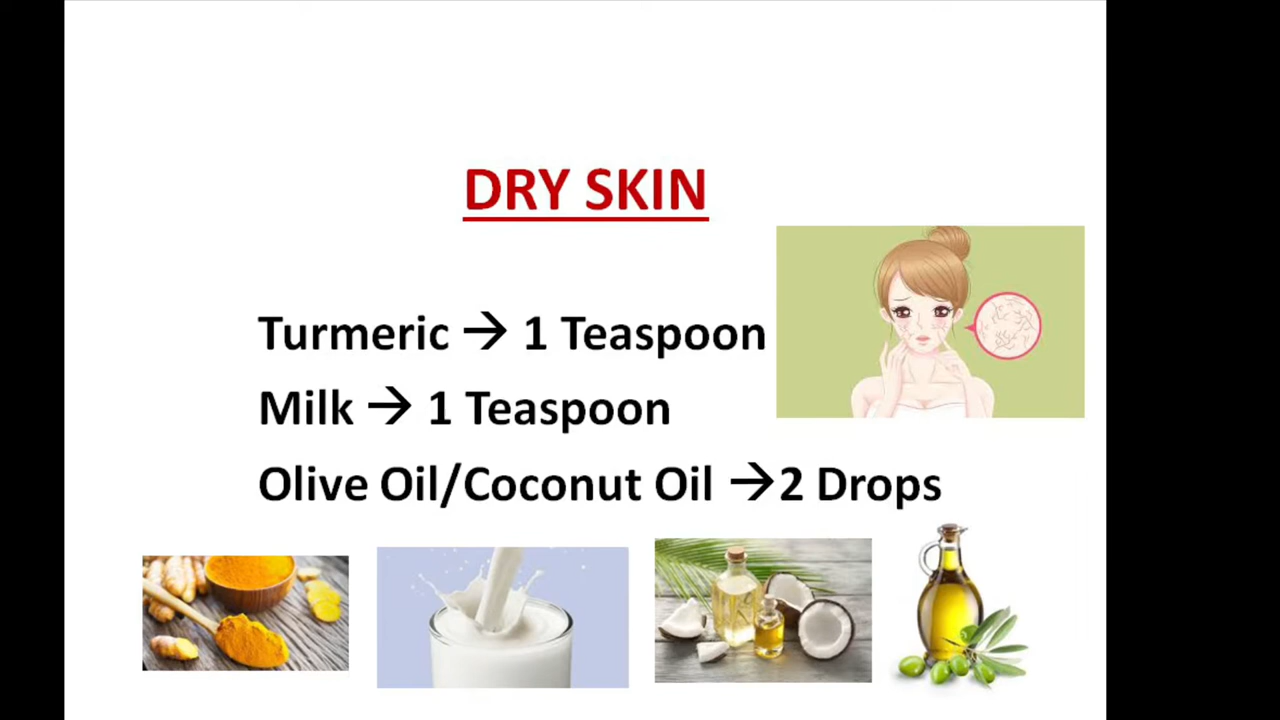 DRY SKIN
Turmeric → 1 Teaspoon
Milk → 1 Teaspoon
Olive Oil/Coconut Oil →2 Drops